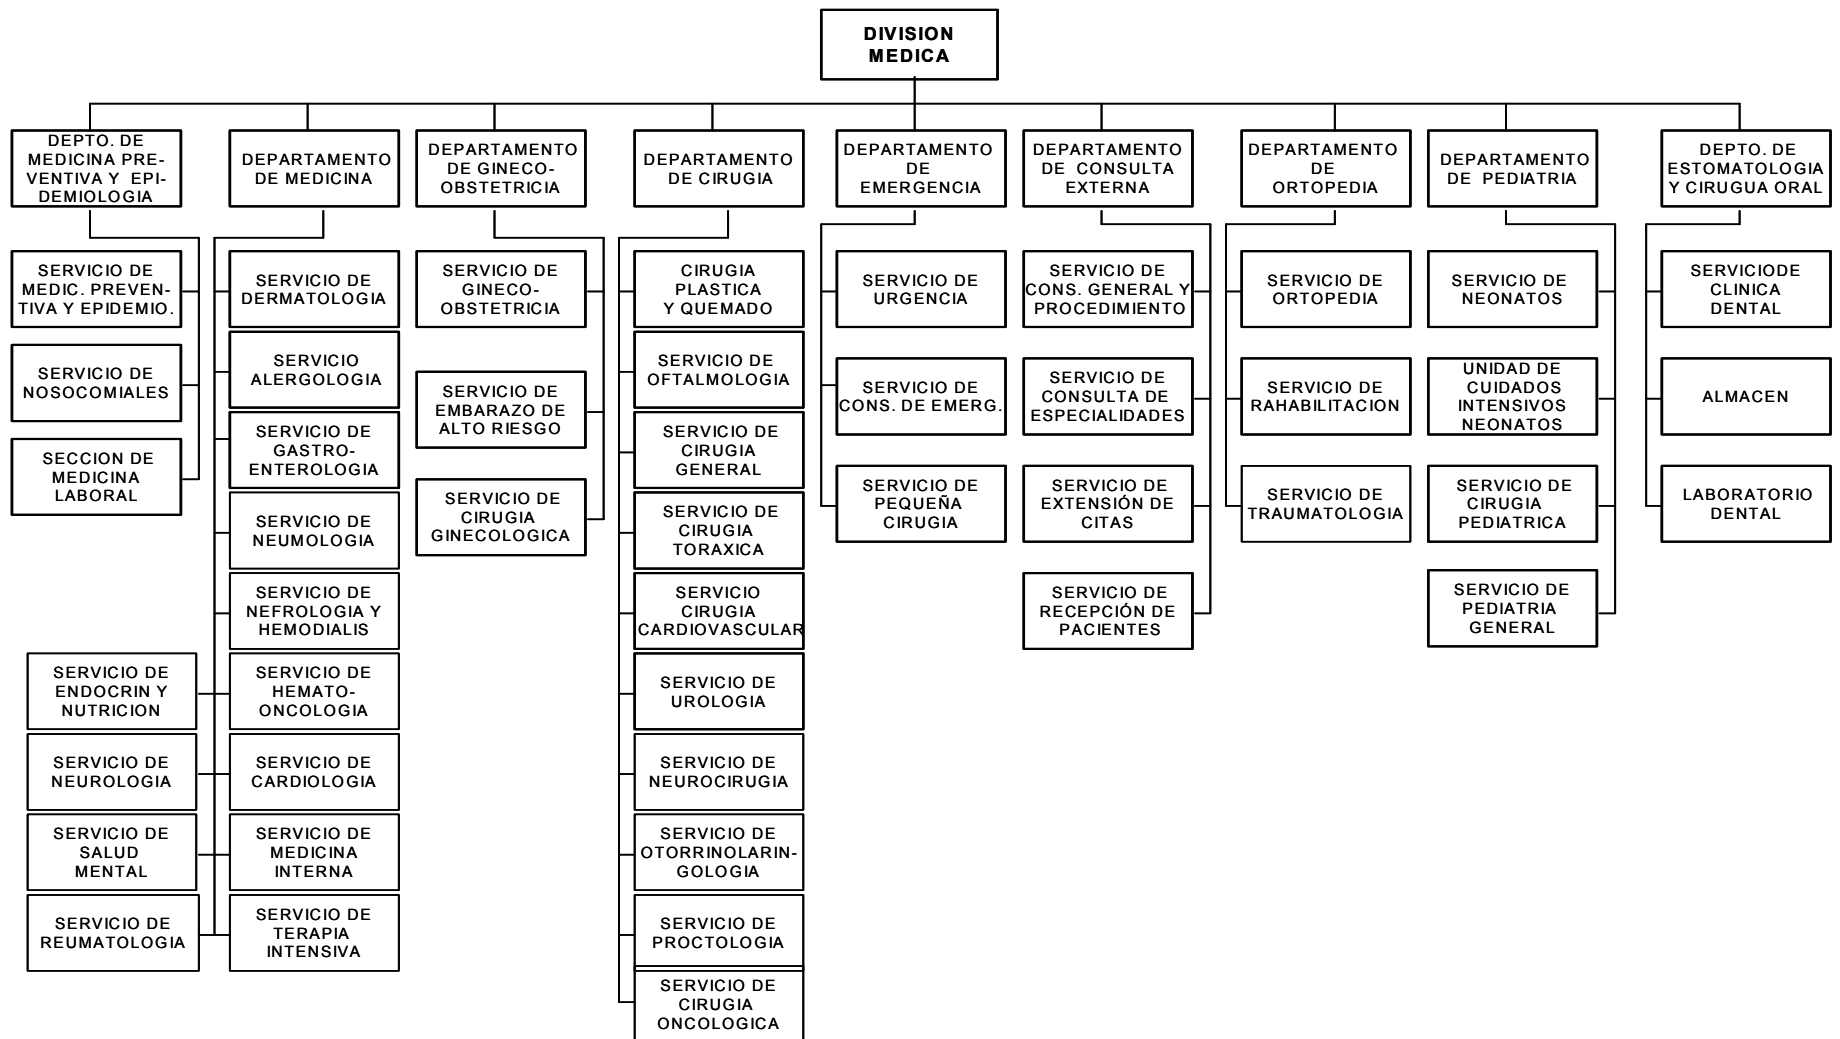 DIVISION
MEDICA
DEPTO. DE
MEDICINA PRE-
VENTIVA Y EPI-
DEMIOLOGIA
DEPARTAMENTO
DE MEDICINA
DEPARTAMENTO
DE GINECO-
OBSTETRICIA
DEPARTAMENTO
DE CIRUGIA
DEPARTAMENTO
DE
EMERGENCIA
DEPARTAMENTO
DE CONSULTA
EXTERNA
DEPARTAMENTO
DE
ORTOPEDIA
DEPARTAMENTO
DE PEDIATRIA
DEPTO. DE
ESTOMATOLOGIA
Y CIRUGUA ORAL
SERVICIO DE
MEDIC. PREVEN-
TIVA Y EPIDEMIO.
SERVICIO DE
NOSOCOMIALES
SECCION DE
MEDICINA
LABORAL
SERVICIO DE
DERMATOLOGIA
SERVICIO
ALERGOLOGIA
SERVICIO DE
GASTRO-
ENTEROLOGIA
SERVICIO DE
NEUMOLOGIA
SERVICIO DE
NEFROLOGIA Y
HEMODIALIS
SERVICIO DE
ENDOCRIN Y
NUTRICION
SERVICIO DE
HEMATO-
ONCOLOGIA
SERVICIO DE
NEUROLOGIA
SERVICIO DE
CARDIOLOGIA
SERVICIO DE
SALUD
MENTAL
SERVICIO DE
MEDICINA
INTERNA
SERVICIO DE
REUMATOLOGIA
SERVICIO DE
TERAPIA
INTENSIVA
SERVICIO DE
GINECO-
OBSTETRICIA
SERVICIO DE
EMBARAZO DE
ALTO RIESGO
SERVICIO DE
CIRUGIA
GINECOLOGICA
CIRUGIA
PLASTICA
Y QUEMADO
SERVICIO DE
OFTALMOLOGIA
SERVICIO DE
CIRUGIA
GENERAL
SERVICIO DE
CIRUGIA
TORAXICA
SERVICIO
CIRUGIA
CARDIOVASCULAR
SERVICIO DE
UROLOGIA
SERVICIO DE
NEUROCIRUGIA
SERVICIO DE
OTORRINOLARIN-
GOLOGIA
SERVICIO DE
PROCTOLOGIA
SERVICIO DE
CIRUGIA
ONCOLOGICA
SERVICIO DE
URGENCIA
SERVICIO DE
CONS. DE EMERG.
SERVICIO DE
PEQUEÑA
CIRUGIA
SERVICIO DE
CONS. GENERAL Y
PROCEDIMIENTO
SERVICIO DE
CONSULTA DE
ESPECIALIDADES
SERVICIO DE
EXTENSIÓN DE
CITAS
SERVICIO DE
RECEPCIÓN DE
PACIENTES
SERVICIO DE
ORTOPEDIA
SERVICIO DE
RAHABILITACION
SERVICIO DE
TRAUMATOLOGIA
SERVICIO DE
NEONATOS
UNIDAD DE
CUIDADOS
INTENSIVOS
NEONATOS
SERVICIO DE
CIRUGIA
PEDIATRICA
SERVICIO DE
PEDIATRIA
GENERAL
SERVICIODE
CLINICA
DENTAL
ALMACEN
LABORATORIO
DENTAL